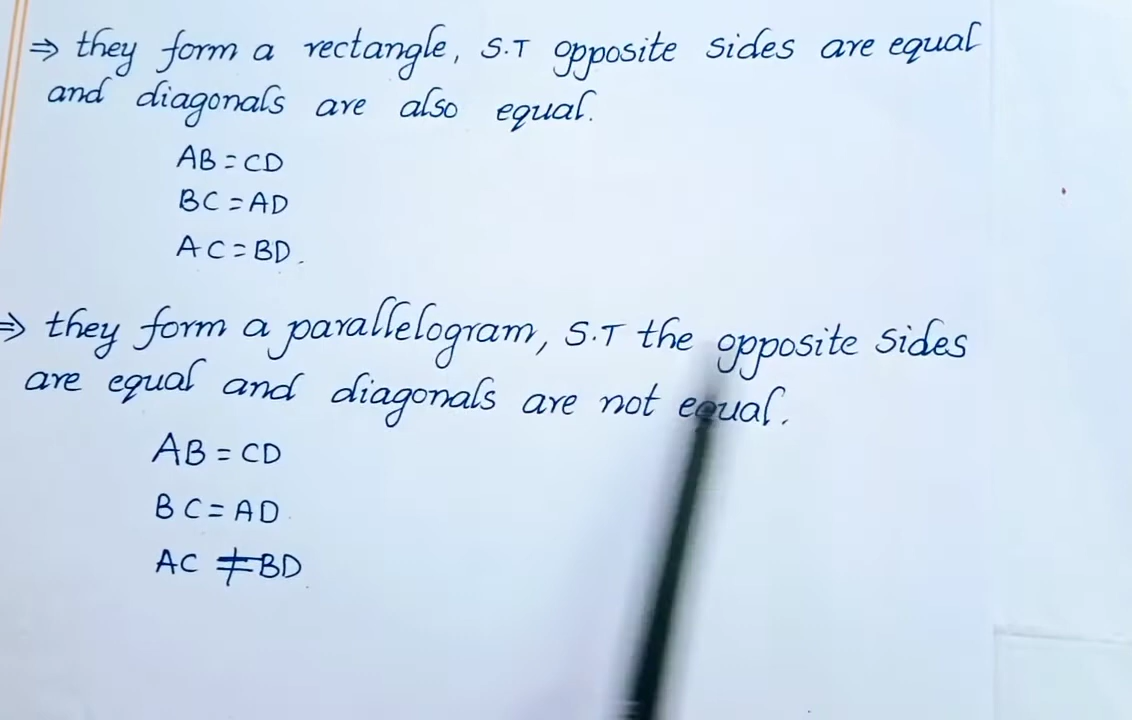 ⇒ they form a rectangle, S.T opposite sides are equal
and diagonals are also equal.
AB = CD
BC = AD
AC = BD.
⇒ they form a parallelogram, S.T the opposite sides
are equal and diagonals are not equal.
AB = CD
BC = AD
AC ≠ BD